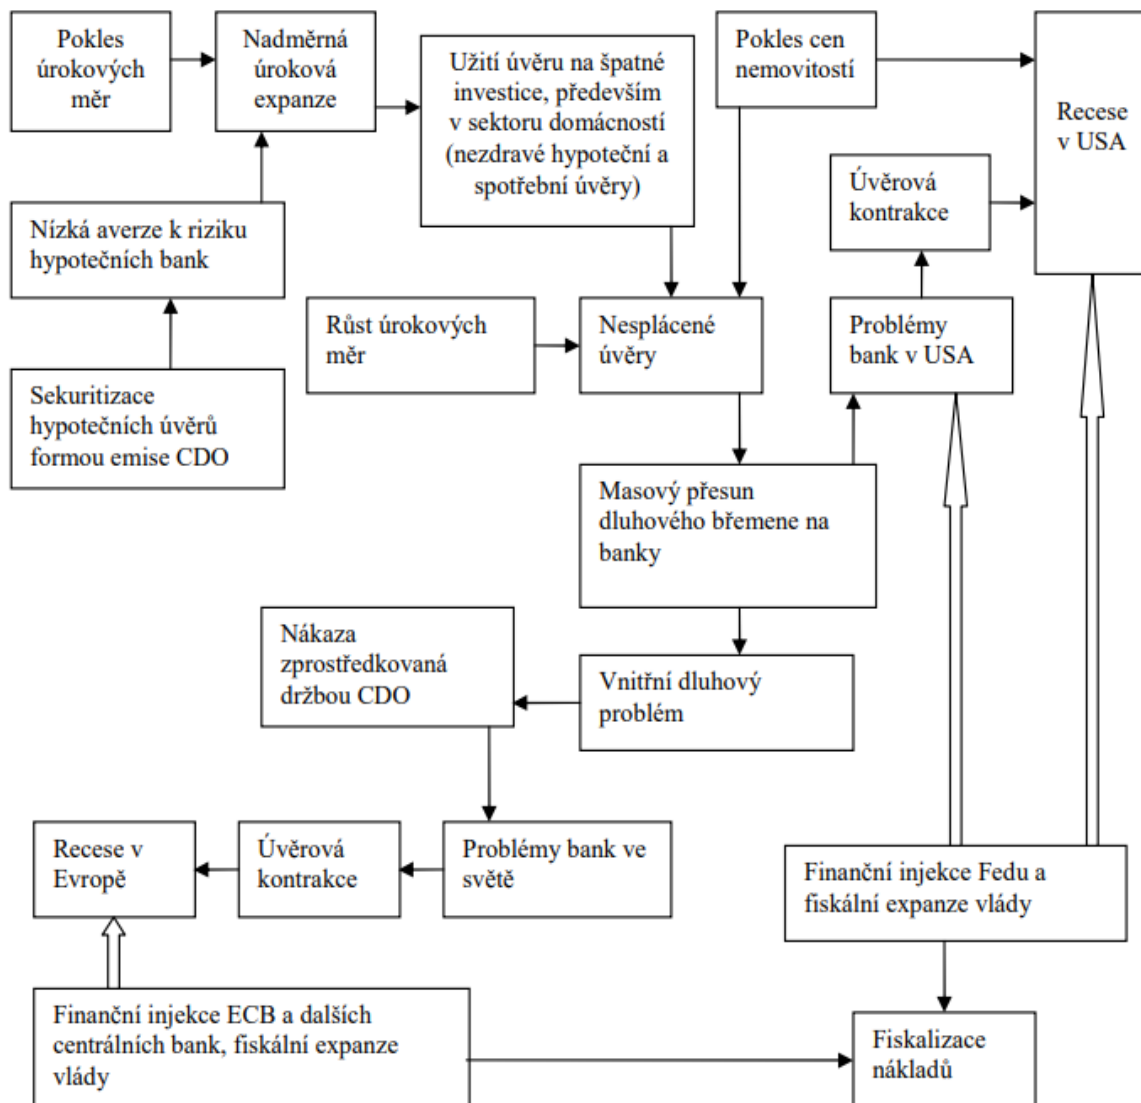 Pokles
úrokových
měr
Nadměrná
úroková
expanze
Užití úvěru na špatné
investice, především
v sektoru domácností
(nezdravé hypoteční a
spotřební úvěry)
Pokles cen
nemovitostí
Recese
v USA
Úvěrová
kontrakce
Nízká averze k riziku
hypotečních bank
Růst úrokových
měr
Nesplácené
úvěry
Problémy
bank v USA
Sekuritizace
hypotečních úvěrů
formou emise CDO
Masový přesun
dluhového břemene na
banky
Nákaza
zprostředkovaná
držbou CDO
Vnitřní dluhový
problém
Recese v
Evropě
Úvěrová
kontrakce
Problémy bank ve
světě
Finanční injekce Fedu a
fiskální expanze vlády
Finanční injekce ECB a dalších
centrálních bank, fiskální expanze
vlády
Fiskalizace
nákladů